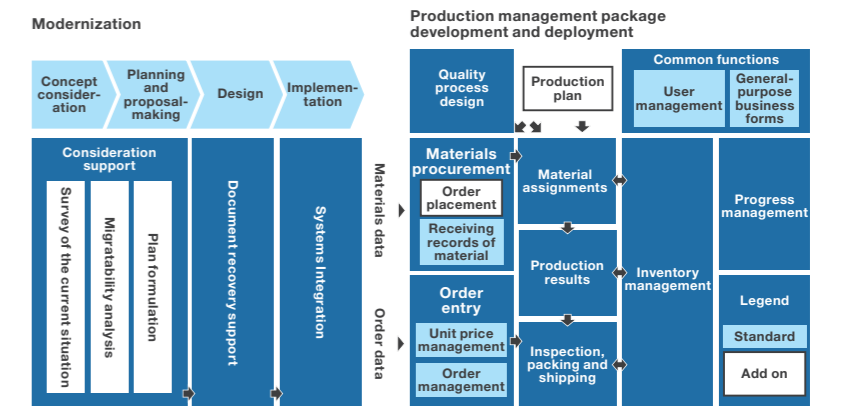 Modernization
Concept
consider-
ation
Planning
and
proposal-
making
Design
Implemen-
tation
Consideration
support
Survey of the current situation
Migratability analysis
Plan formulation
Document recovery support
Systems Integration
Production management package
development and deployment
Quality
process
design
Production
plan
Common functions
User
management
General-
purpose
business
forms
Materials data
Materials
procurement
Order
placement
Receiving
records of
material
Material
assignments
Production
results
Inspection,
packing and
shipping
Inventory
management
Progress
management
Order data
Order
entry
Unit price
management
Order
management
Legend
Standard
Add on